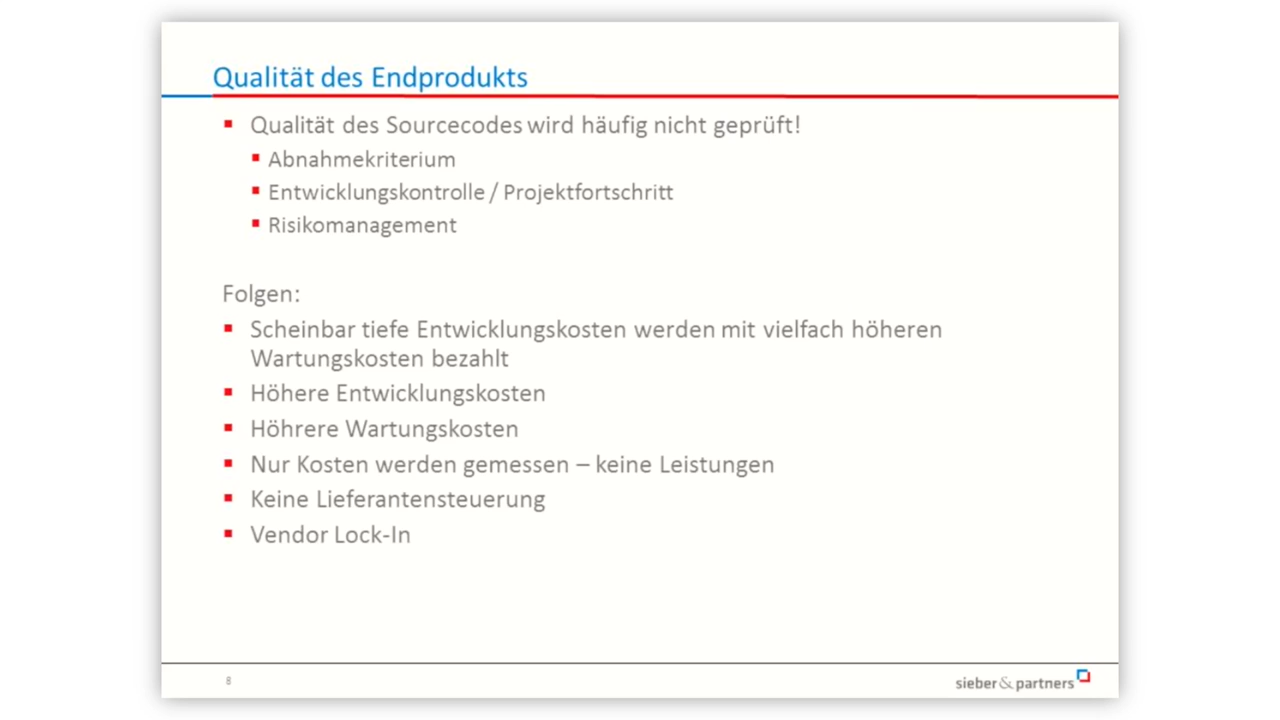 Qualität des Endprodukts
Qualität des Sourcecodes wird häufig nicht geprüft!
Abnahmekriterium
Entwicklungskontrolle / Projektfortschritt
Risikomanagement
Folgen:
Scheinbar tiefe Entwicklungskosten werden mit vielfach höheren
Wartungskosten bezahlt
Höhere Entwicklungskosten
Höhrere Wartungskosten
Nur Kosten werden gemessen – keine Leistungen
Keine Lieferantensteuerung
Vendor Lock-In
8
sieber & partners